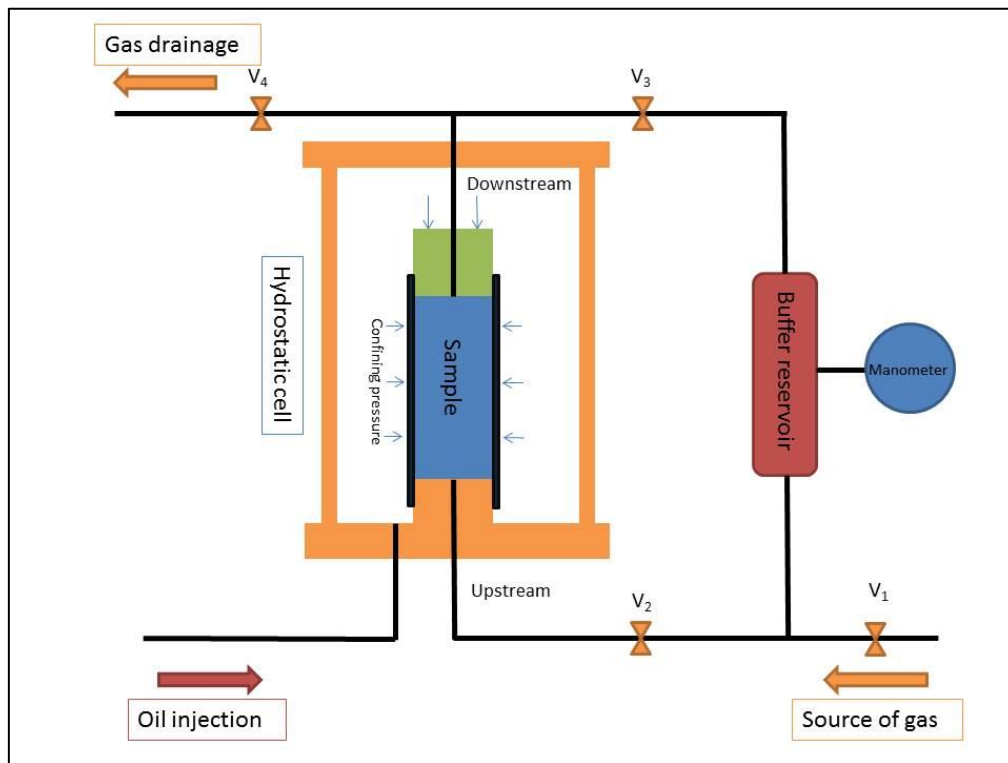 Gas drainage
V4
V3
Downstream
Hydrostatic cell
Confining pressure
Sample
Buffer reservoir
Manometer
Upstream
V2
V1
Oil injection
Source of gas